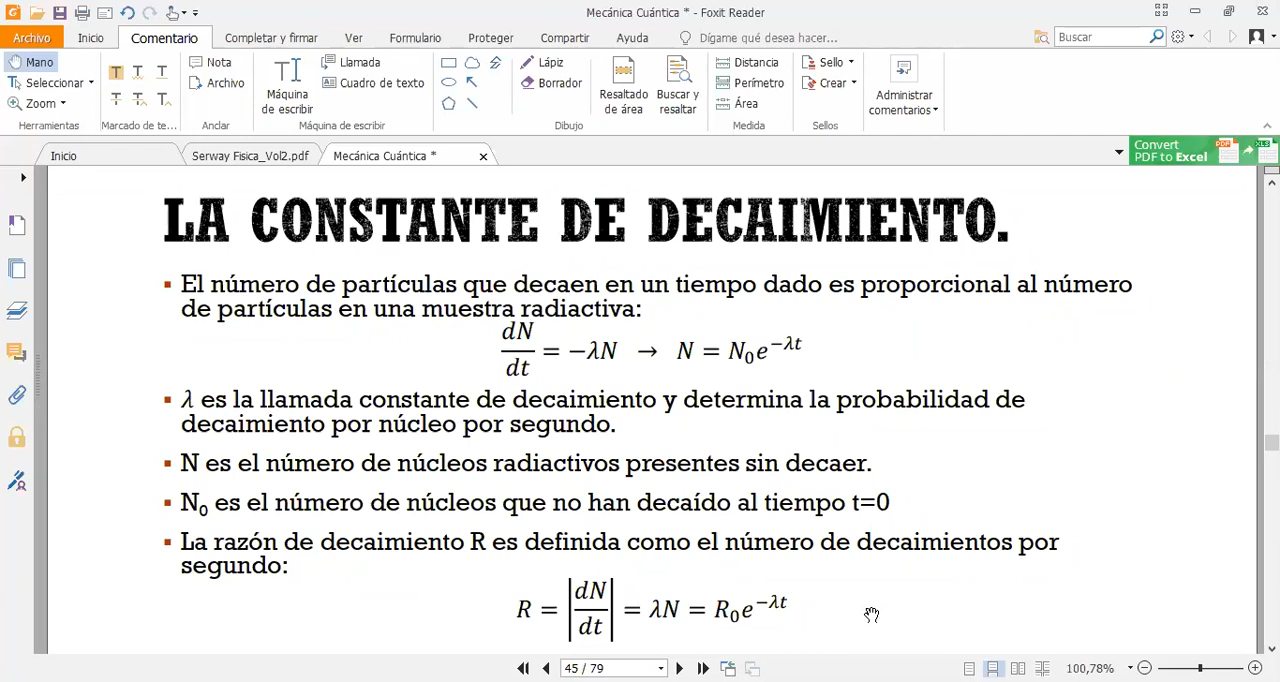 Mecánica Cuántica * - Foxit Reader
Archivo Inicio Comentario Completar y firmar Ver Formulario Proteger Compartir Ayuda Dígame qué desea hacer... Buscar
Mano Nota Llamada Lápiz Distancia Sello
Seleccionar Archivo Cuadro de texto Borrador Perímetro Crear
Zoom Máquina de escribir Resaltado de área Buscar y resaltar Área Administrar comentarios
Herramientas Marcado de te... Anclar Máquina de escribir Dibujo Medida Sellos
Inicio Serway Fisica_Vol2.pdf Mecánica Cuántica * Convert PDF to Excel
LA CONSTANTE DE DECAIMIENTO.
▪ El número de partículas que decaen en un tiempo dado es proporcional al número
de partículas en una muestra radiactiva:
dN/dt = −λN → N = N₀e^−λt
▪ λ es la llamada constante de decaimiento y determina la probabilidad de
decaimiento por núcleo por segundo.
▪ N es el número de núcleos radiactivos presentes sin decaer.
▪ N₀ es el número de núcleos que no han decaído al tiempo t=0
▪ La razón de decaimiento R es definida como el número de decaimientos por
segundo:
R = |dN/dt| = λN = R₀e^−λt
45 / 79 100,78%